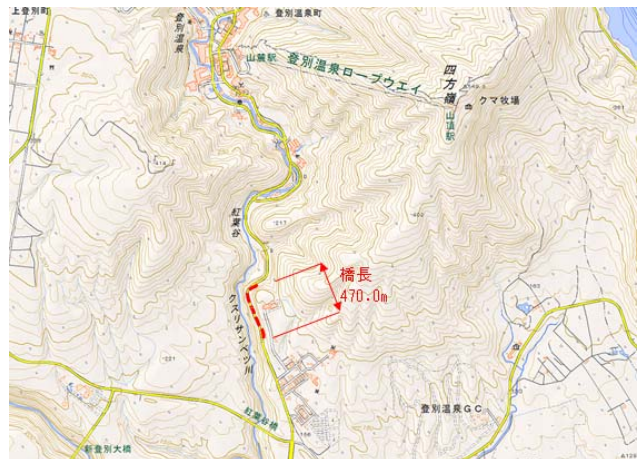 上登別町
登別温泉町
登別温泉
山麓駅
登別温泉ロープウエイ
四方嶺
クマ牧場
山頂駅
紅葉谷
橋長
470.0m
クスリサンベツ川
紅葉谷橋
新登別大橋
登別温泉GC